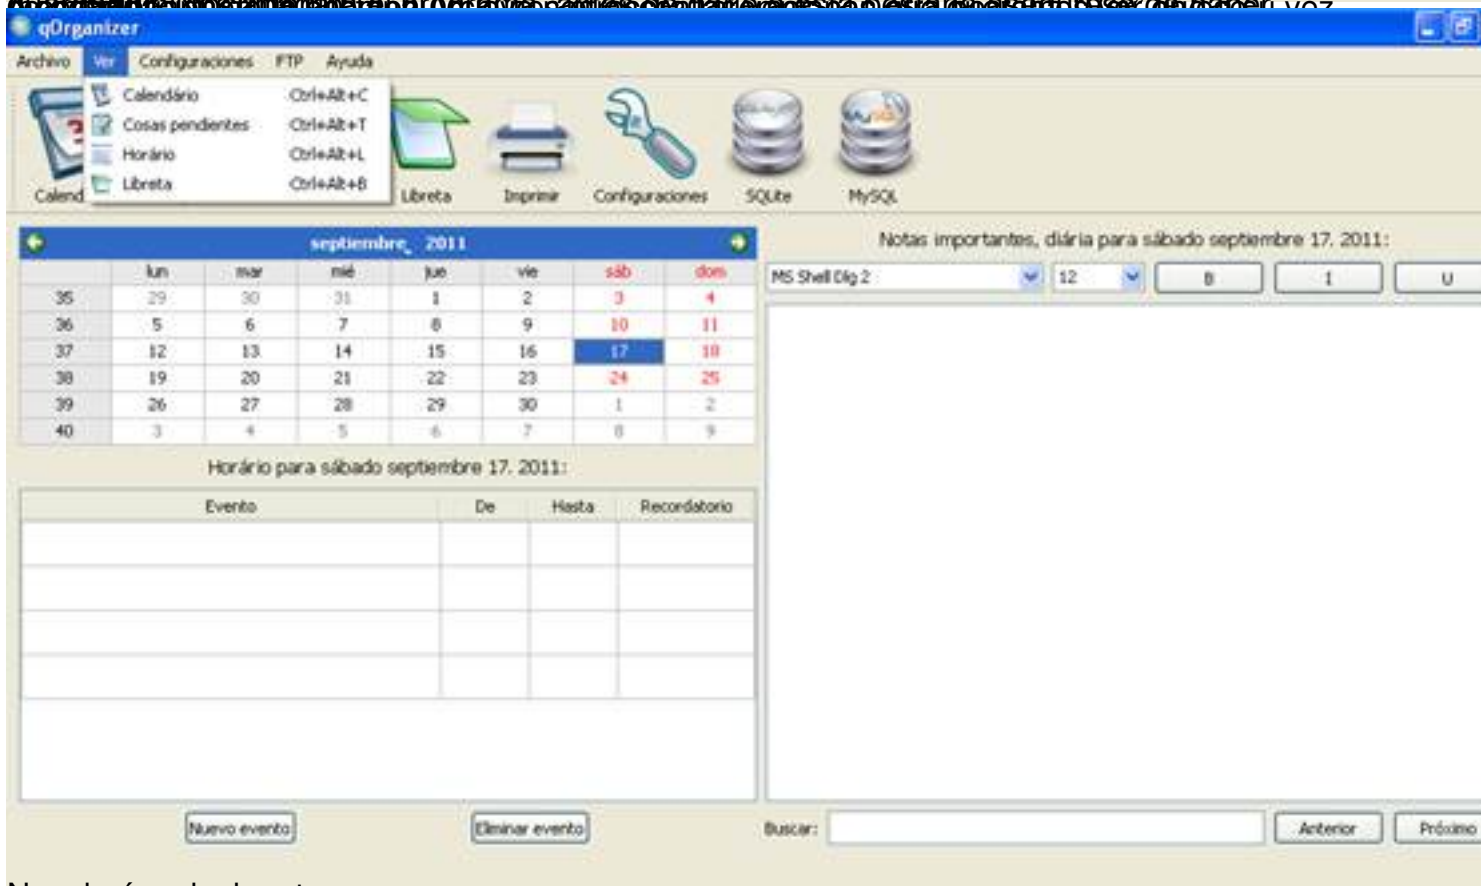 qOrganizer
Archivo Ver Configuraciones FTP Ayuda
Calendário Ctrl+Alt+C
Cosas pendientes Ctrl+Alt+T
Horário Ctrl+Alt+L
Libreta Ctrl+Alt+B
Calend Libreta Imprimir Configuraciones SQLite MySQL
septiembre, 2011
lun mar mié jue vie sáb dom
35 29 30 31 1 2 3 4
36 5 6 7 8 9 10 11
37 12 13 14 15 16 17 18
38 19 20 21 22 23 24 25
39 26 27 28 29 30 1 2
40 3 4 5 6 7 8 9
Horário para sábado septiembre 17. 2011:
Evento De Hasta Recordatorio
Nuevo evento Eliminar evento
Notas importantes, diária para sábado septiembre 17. 2011:
MS Shell Dlg 2 12 B I U
Buscar: Anterior Próximo